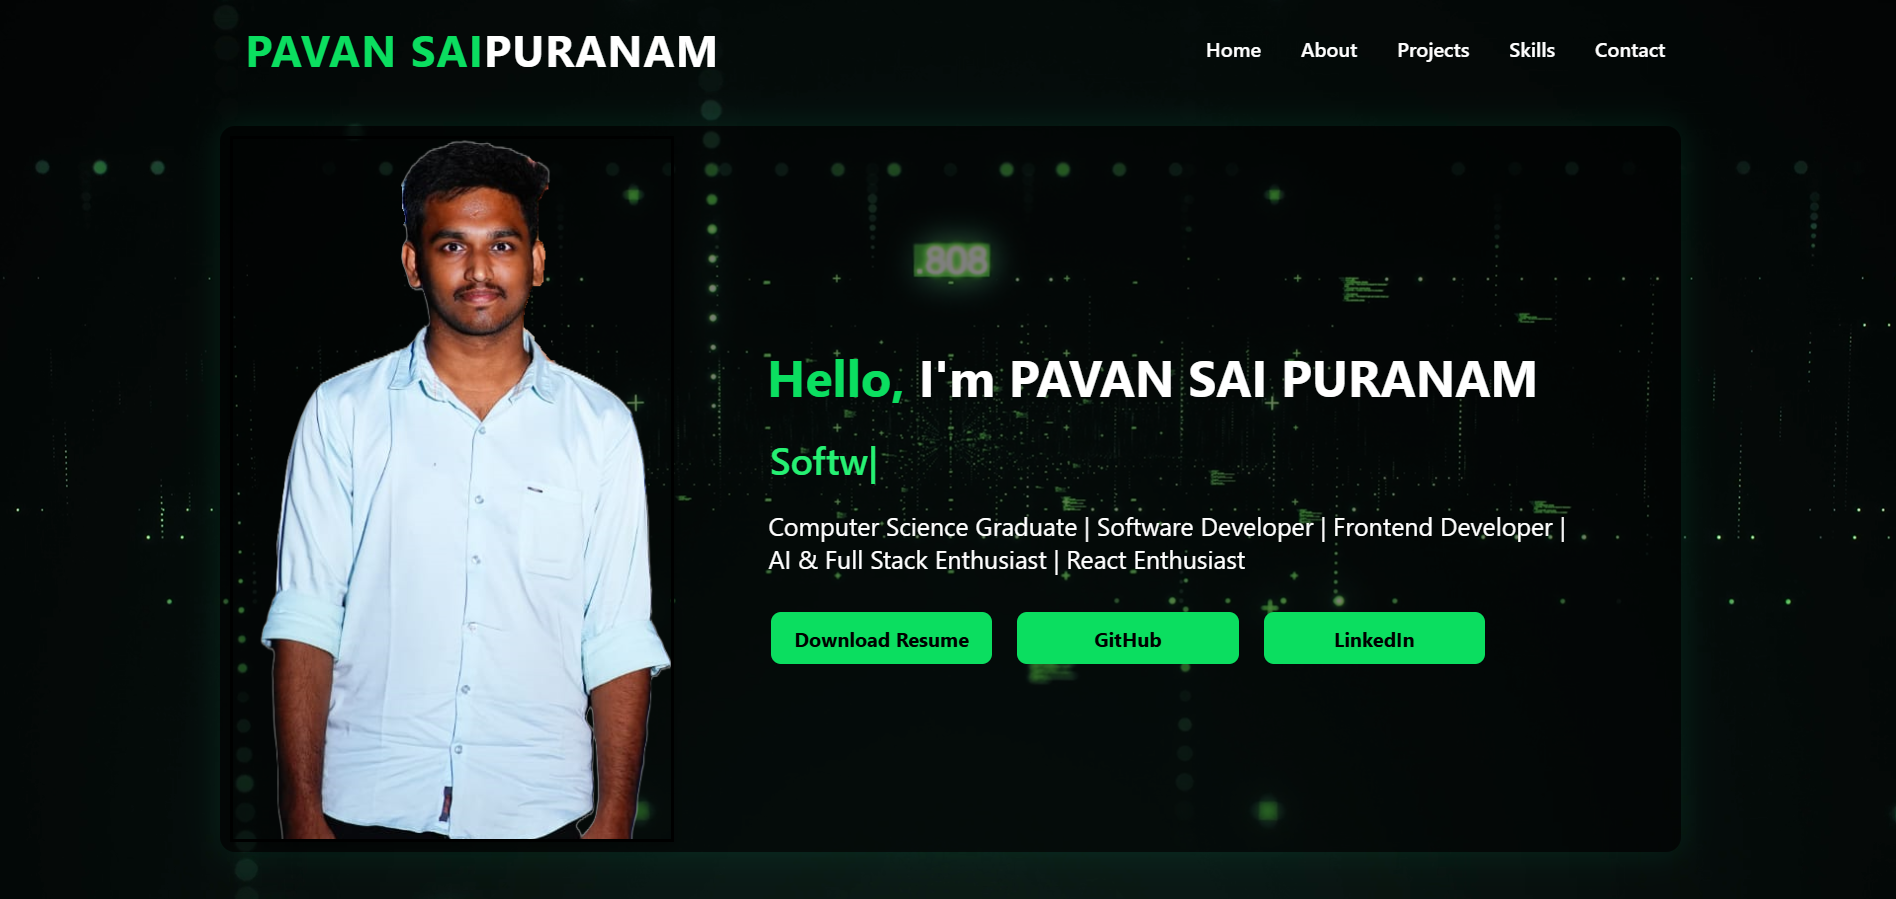 PAVAN SAIPURANAM
Home About Projects Skills Contact
.808
Hello, I'm PAVAN SAI PURANAM
Softw|
Computer Science Graduate | Software Developer | Frontend Developer |
AI & Full Stack Enthusiast | React Enthusiast
Download Resume GitHub LinkedIn